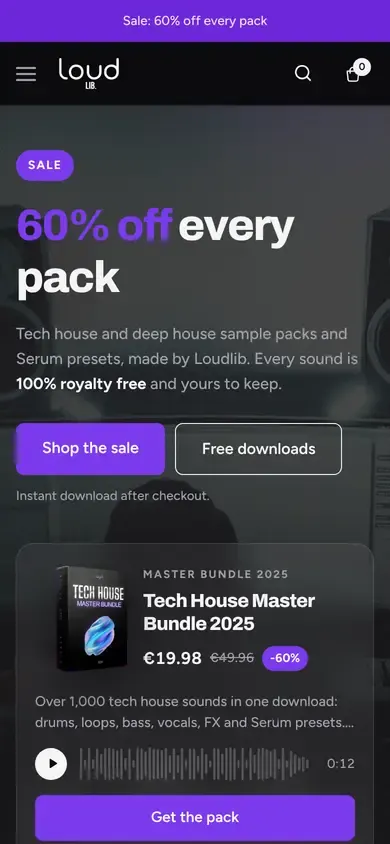 Sale: 60% off every pack
loud
LIB.
0
SALE
60% off every
pack
Tech house and deep house sample packs and
Serum presets, made by Loudlib. Every sound is
100% royalty free and yours to keep.
Shop the sale
Free downloads
Instant download after checkout.
TECH HOUSE
MASTER BUNDLE
MASTER BUNDLE 2025
Tech House Master
Bundle 2025
€19.98 €49.96 -60%
Over 1,000 tech house sounds in one download:
drums, loops, bass, vocals, FX and Serum presets....
0:12
Get the pack